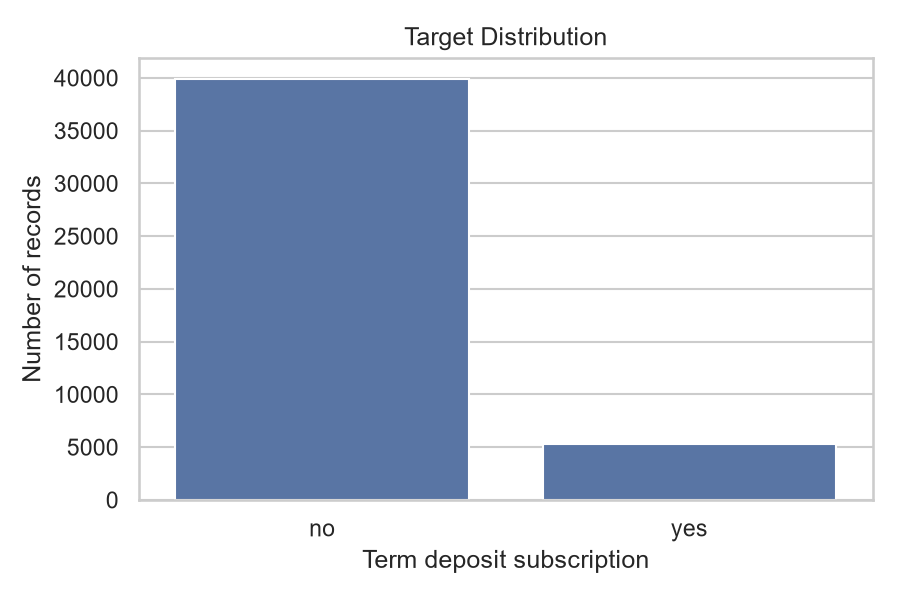 Target Distribution
Number of records
40000
35000
30000
25000
20000
15000
10000
5000
0
no
yes
Term deposit subscription